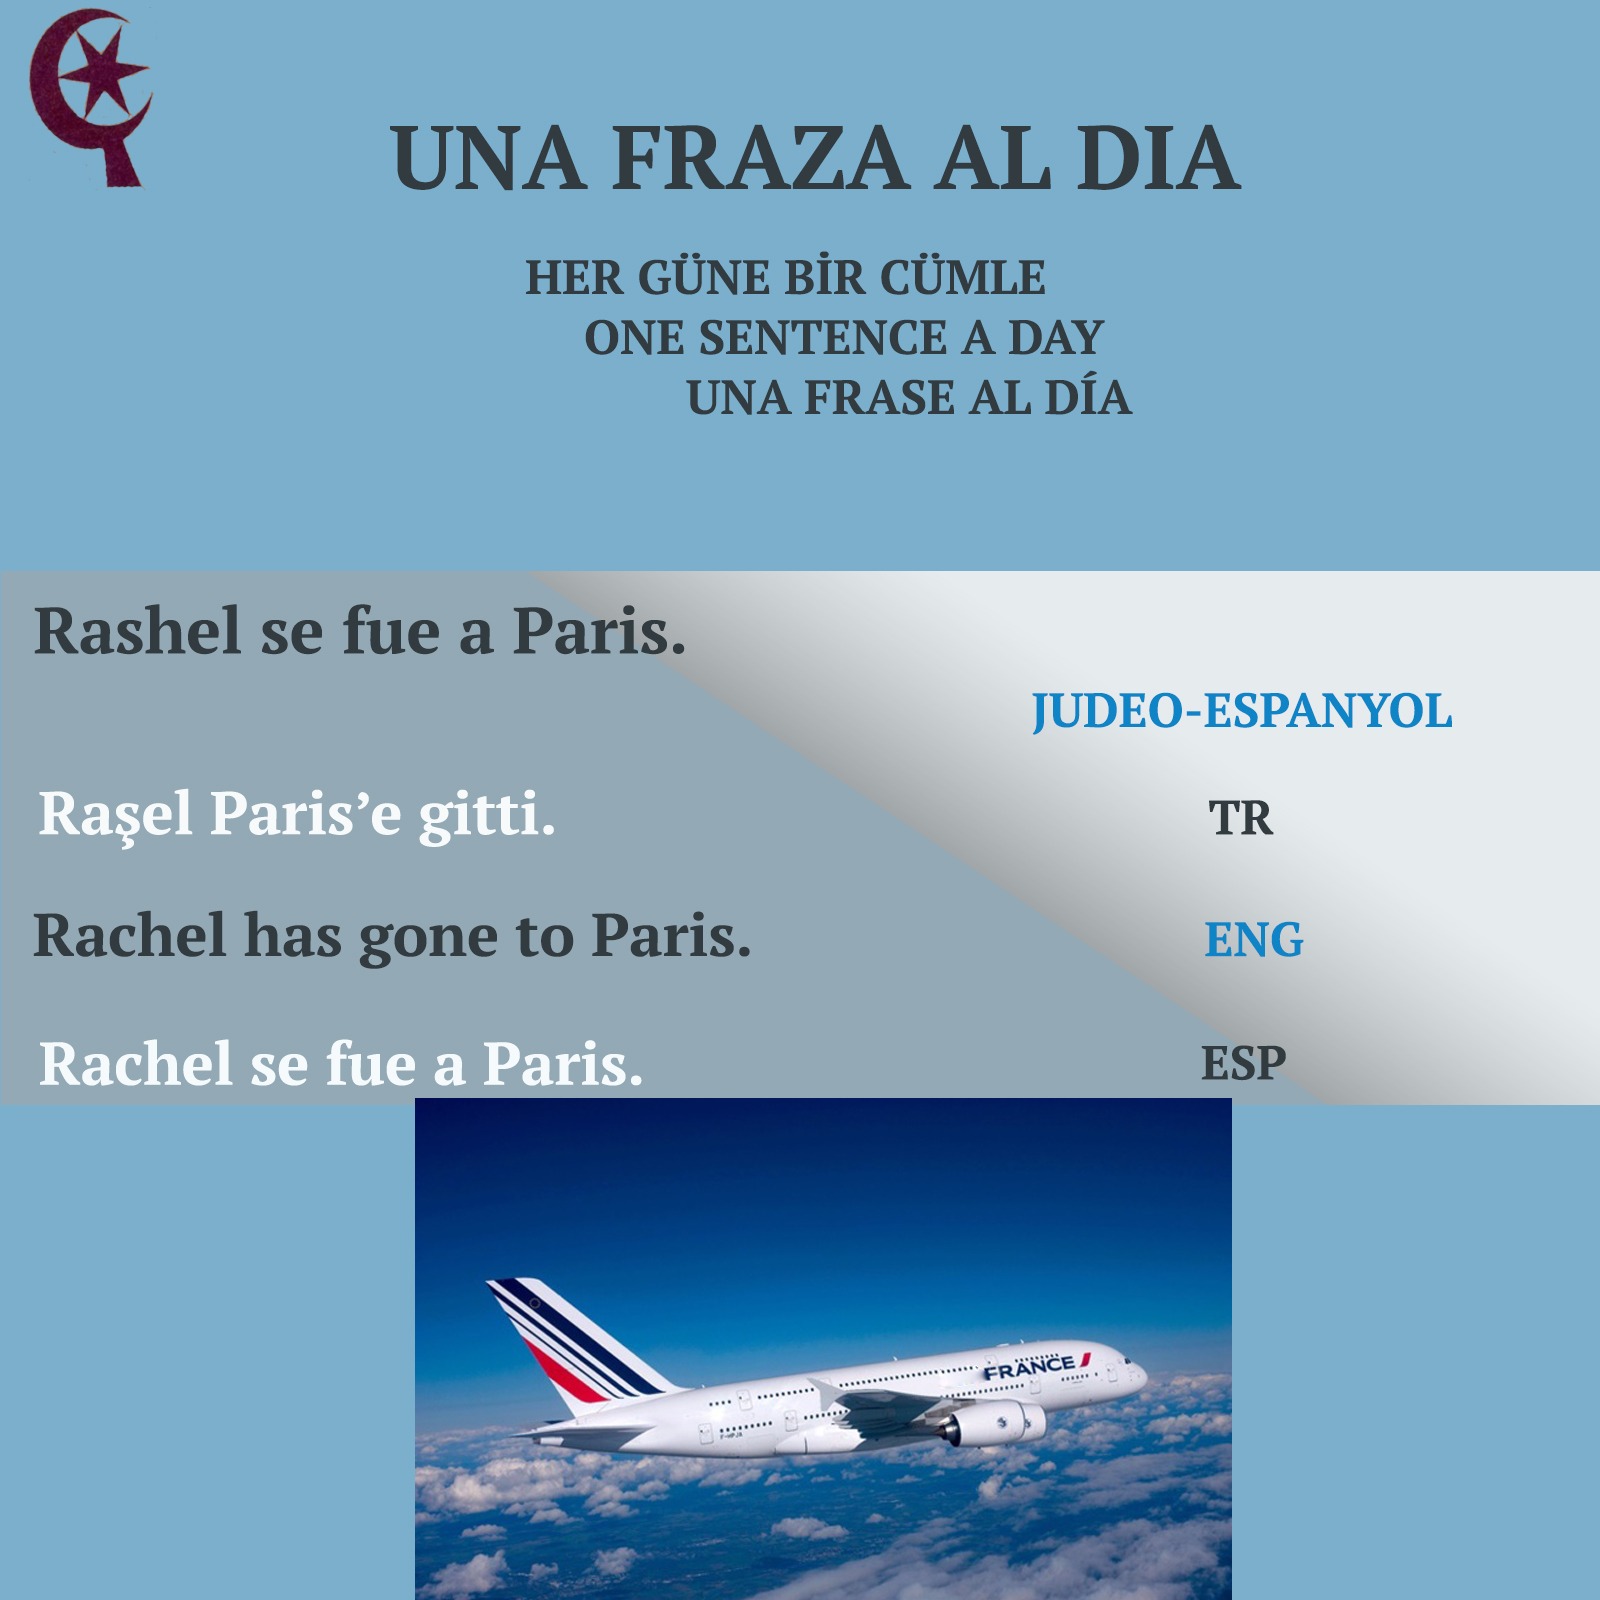 UNA FRAZA AL DIA
HER GÜNE BİR CÜMLE
ONE SENTENCE A DAY
UNA FRASE AL DÍA
Rashel se fue a Paris.
JUDEO-ESPANYOL
Raşel Paris’e gitti.
TR
Rachel has gone to Paris.
ENG
Rachel se fue a Paris.
ESP
FRANCE
F-HPJA